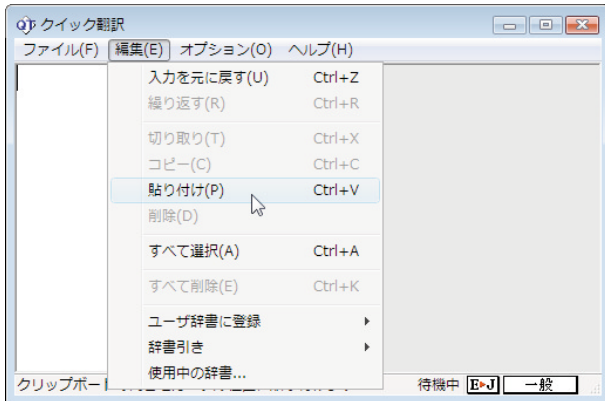 クイック翻訳
ファイル(F) 編集(E) オプション(O) ヘルプ(H)
入力を元に戻す(U) Ctrl+Z
繰り返す(R) Ctrl+R
切り取り(T) Ctrl+X
コピー(C) Ctrl+C
貼り付け(P) Ctrl+V
削除(D)
すべて選択(A) Ctrl+A
すべて削除(E) Ctrl+K
ユーザ辞書に登録
辞書引き
使用中の辞書...
クリップボー 待機中 E▸J 一般